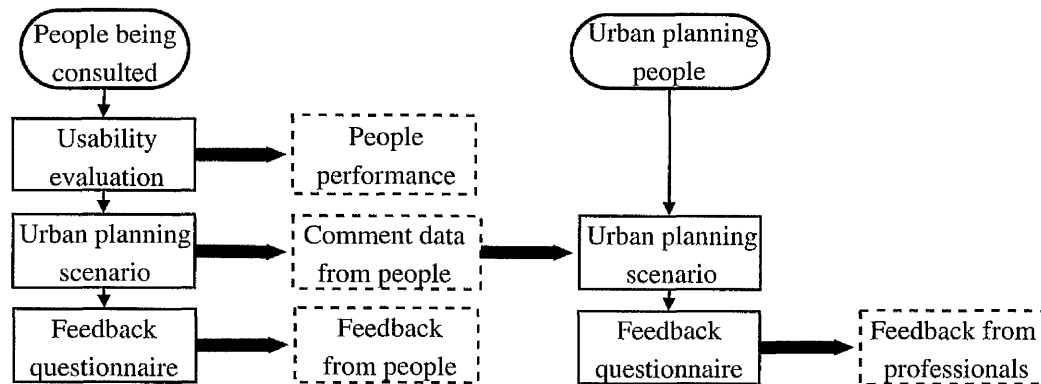 People being
consulted
Usability
evaluation
Urban planning
scenario
Feedback
questionnaire
People
performance
Comment data
from people
Feedback
from people
Urban planning
people
Urban planning
scenario
Feedback
questionnaire
Feedback from
professionals